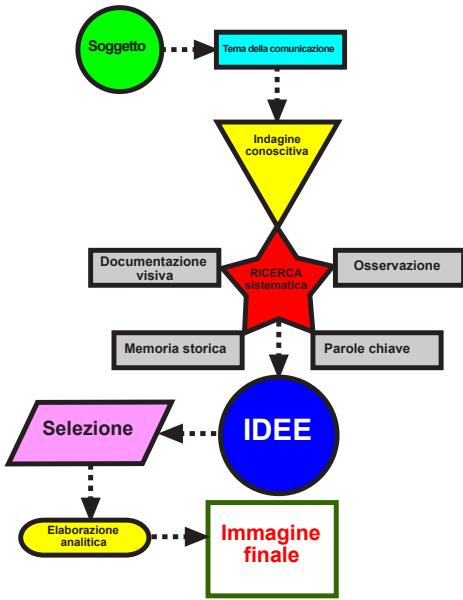 Soggetto
Tema della comunicazione
Indagine
conoscitiva
Documentazione
visiva
RICERCA
sistematica
Osservazione
Memoria storica
Parole chiave
IDEE
Selezione
Elaborazione
analitica
Immagine
finale